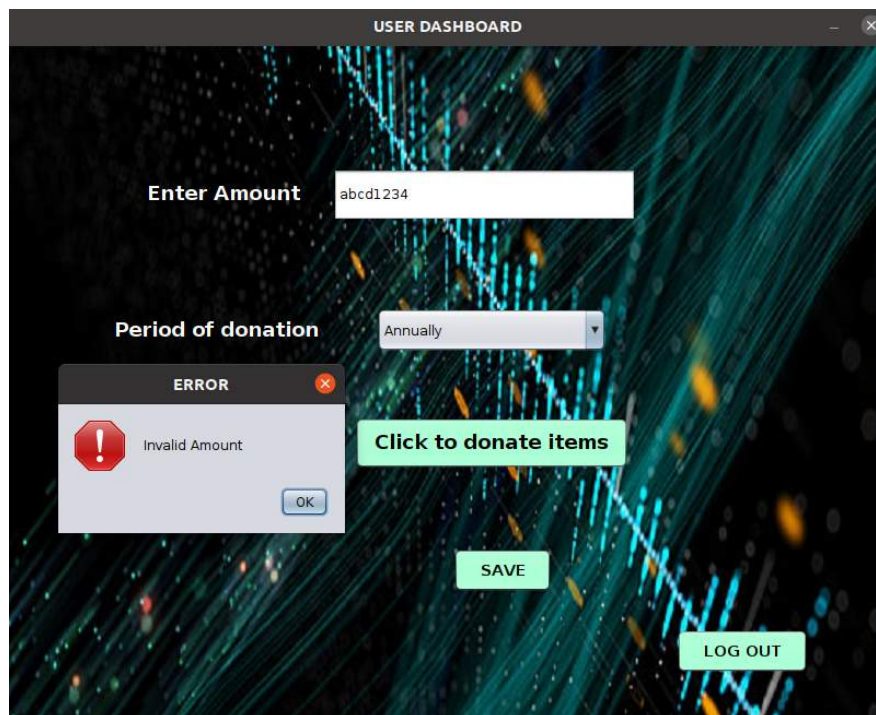 USER DASHBOARD
Enter Amount
abcd1234
Period of donation
Annually
ERROR
Invalid Amount
OK
Click to donate items
SAVE
LOG OUT